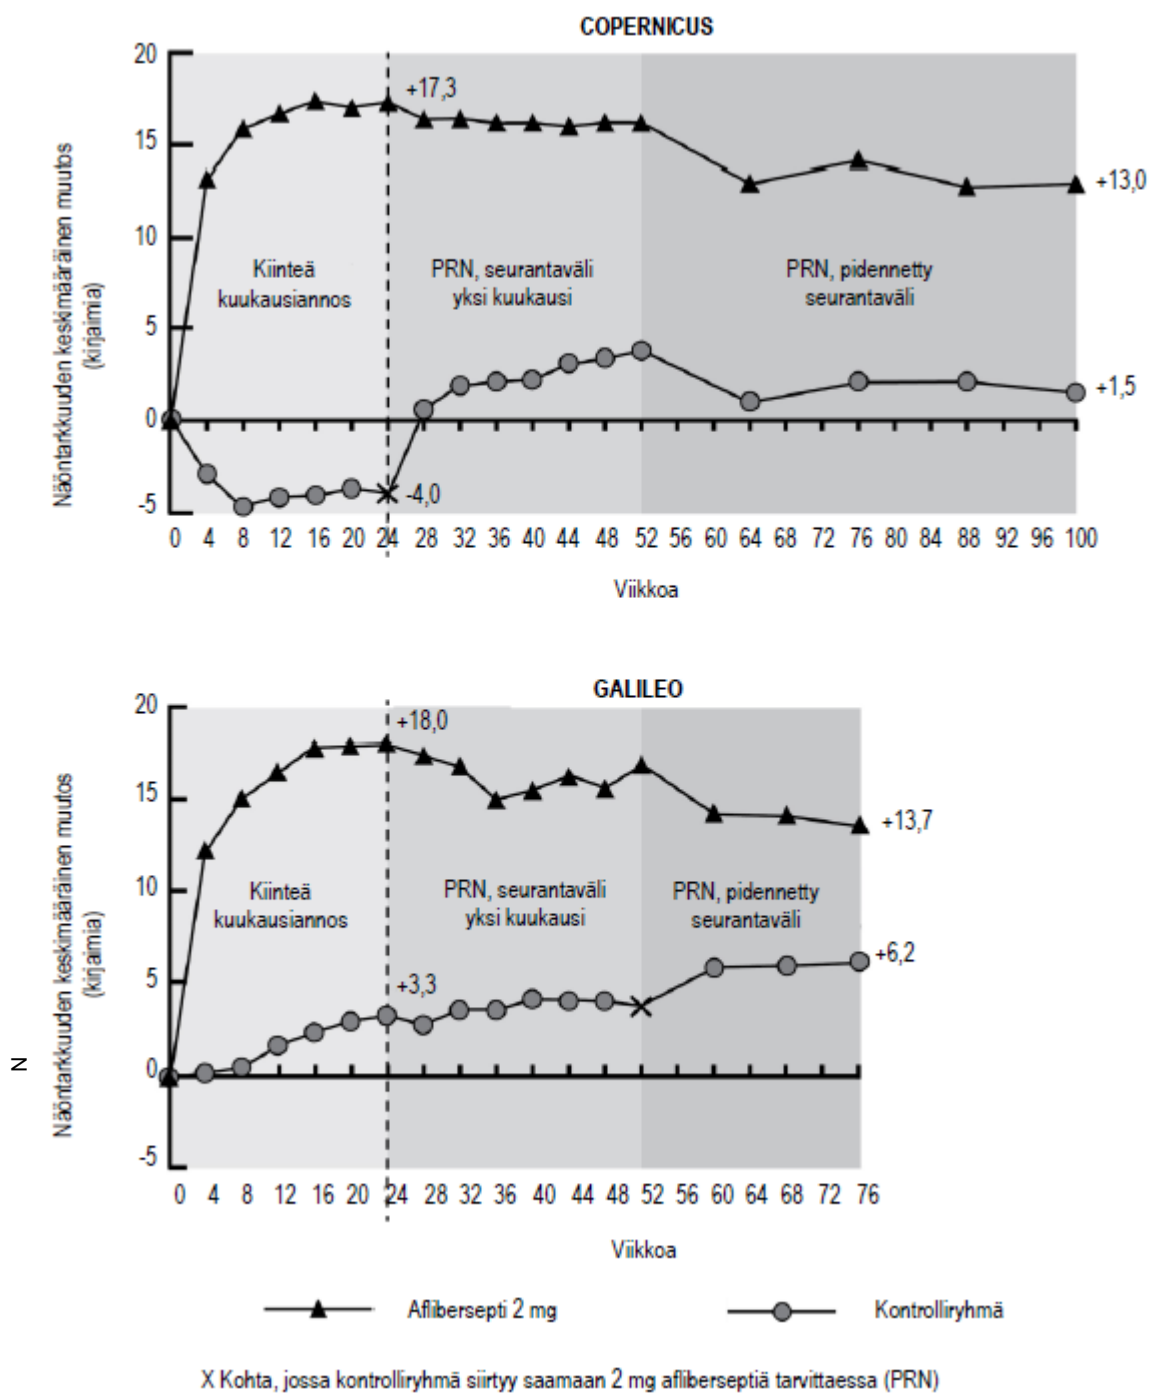 COPERNICUS
Näöntarkkuuden keskimääräinen muutos
(kirjaimia)
20
15
10
5
0
-5
+17,3
+13,0
Kiinteä
kuukausiannos
PRN, seurantaväli
yksi kuukausi
PRN, pidennetty
seurantaväli
+1,5
-4,0
0 4 8 12 16 20 24 28 32 36 40 44 48 52 56 60 64 68 72 76 80 84 88 92 96 100
Viikkoa
GALILEO
Näöntarkkuuden keskimääräinen muutos
(kirjaimia)
N
20
15
10
5
0
-5
+18,0
+13,7
Kiinteä
kuukausiannos
PRN, seurantaväli
yksi kuukausi
PRN, pidennetty
seurantaväli
+6,2
+3,3
0 4 8 12 16 20 24 28 32 36 40 44 48 52 56 60 64 68 72 76
Viikkoa
Aflibersepti 2 mg
Kontrolliryhmä
X Kohta, jossa kontrolliryhmä siirtyy saamaan 2 mg afliberseptiä tarvittaessa (PRN)